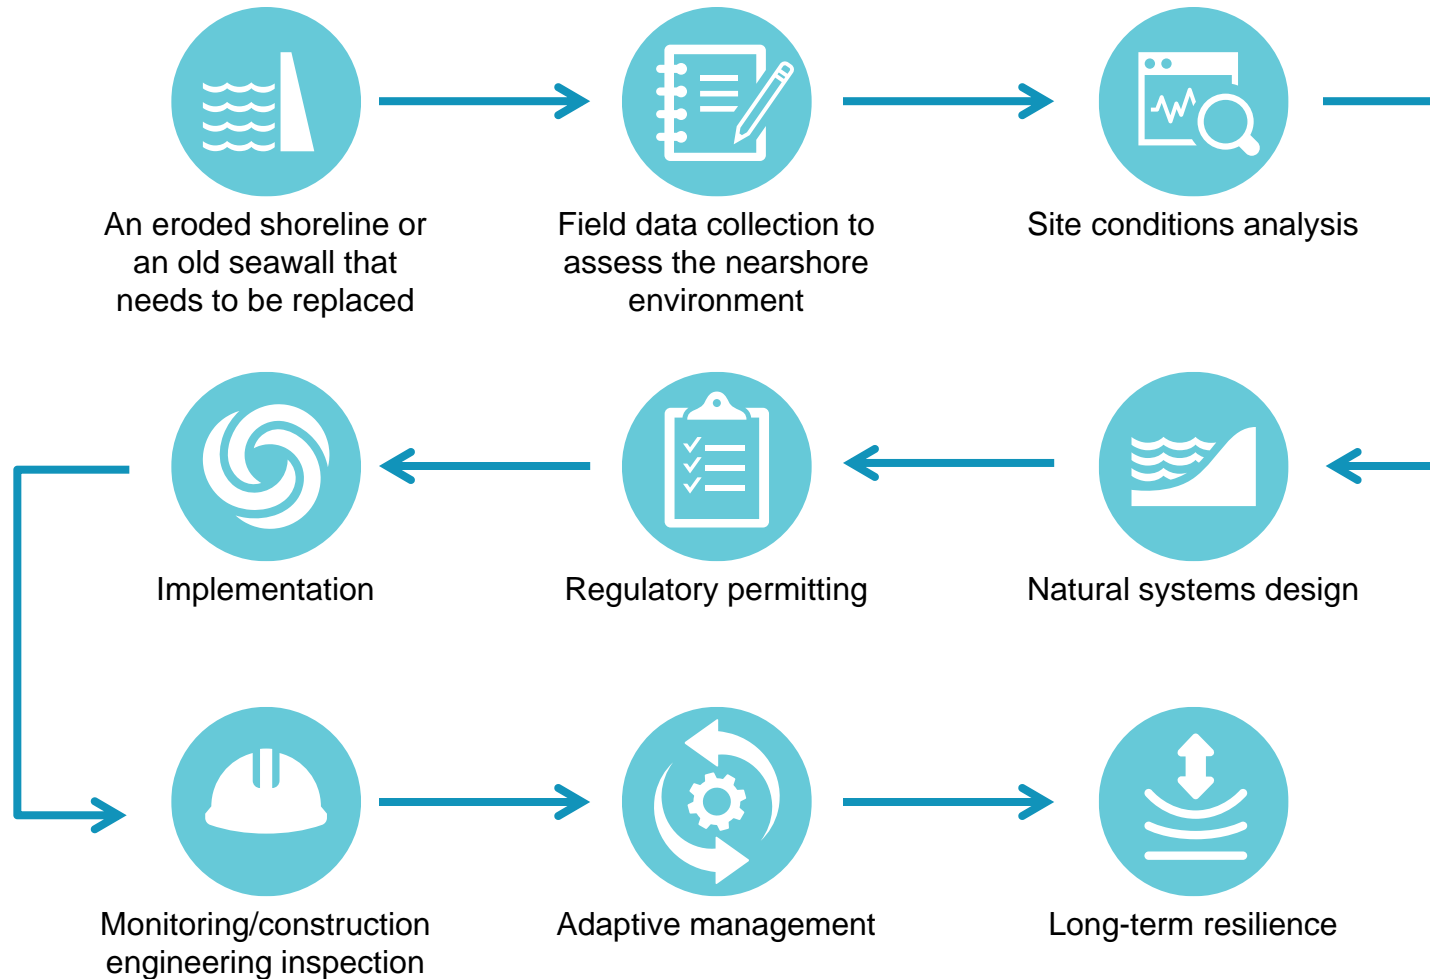 An eroded shoreline or
an old seawall that
needs to be replaced
Field data collection to
assess the nearshore
environment
Site conditions analysis
Natural systems design
Regulatory permitting
Implementation
Monitoring/construction
engineering inspection
Adaptive management
Long-term resilience